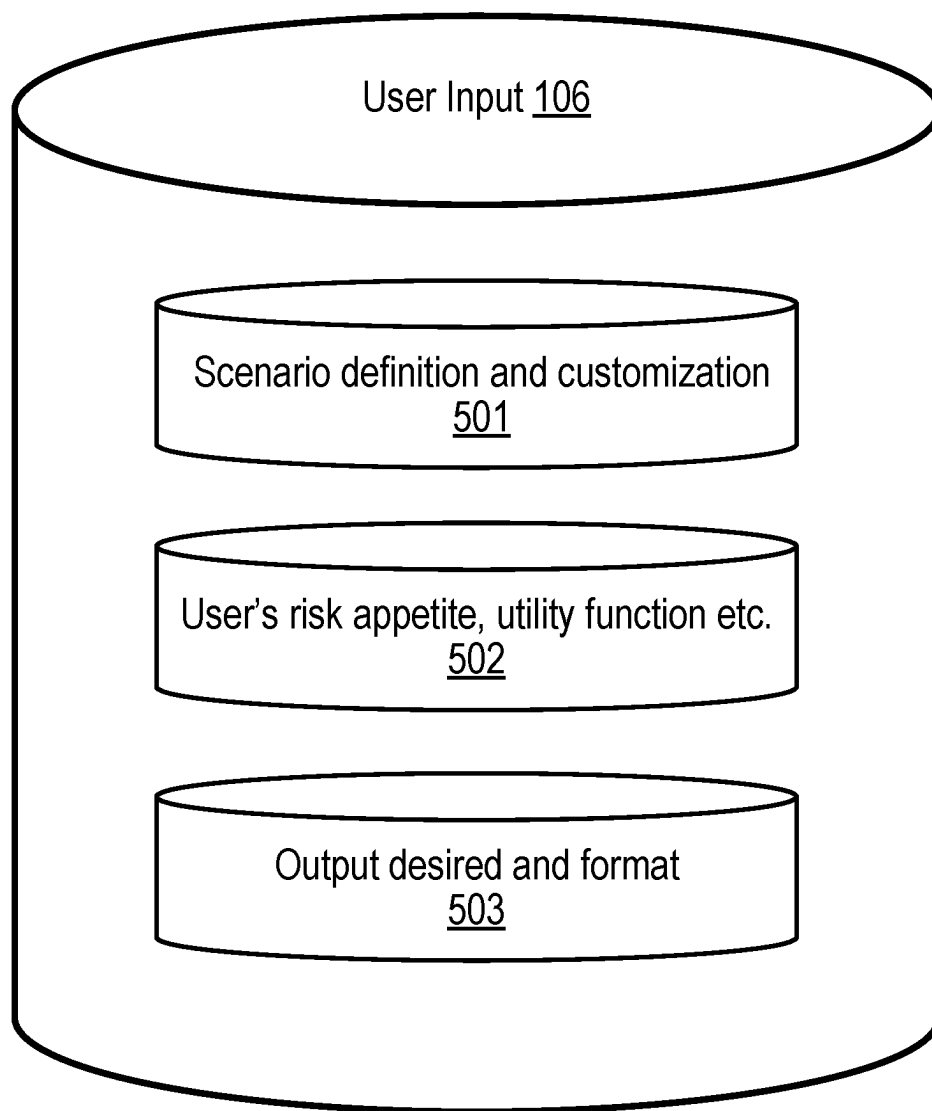 User Input 106
Scenario definition and customization
501
User's risk appetite, utility function etc.
502
Output desired and format
503